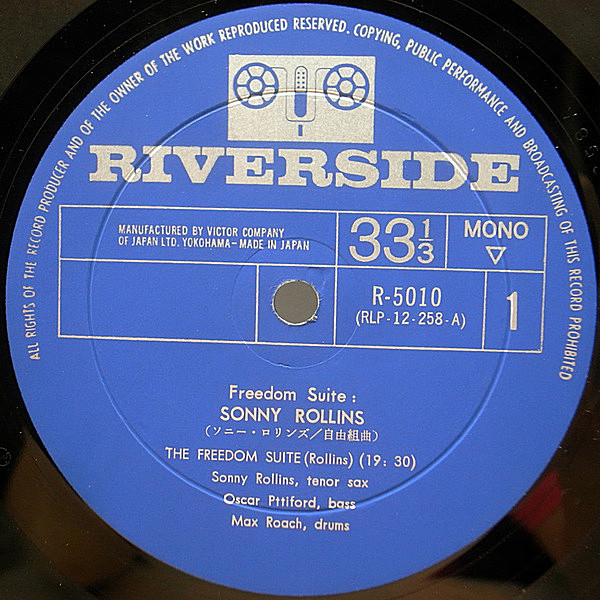 ALL RIGHTS OF THE RECORD PRODUCER AND OF THE OWNER OF THE WORK REPRODUCED RESERVED. COPYING, PUBLIC PERFORMANCE AND BROADCASTING OF THIS RECORD PROHIBITED
RIVERSIDE
MANUFACTURED BY VICTOR COMPANY
OF JAPAN LTD. YOKOHAMA–MADE IN JAPAN
33 1/3
MONO
▽
R-5010
(RLP-12-258-A)
1
Freedom Suite :
SONNY ROLLINS
(ソニー・ロリンズ/自由組曲)
THE FREEDOM SUITE (Rollins) (19: 30)
Sonny Rollins, tenor sax
Oscar Pttiford, bass
Max Roach, drums